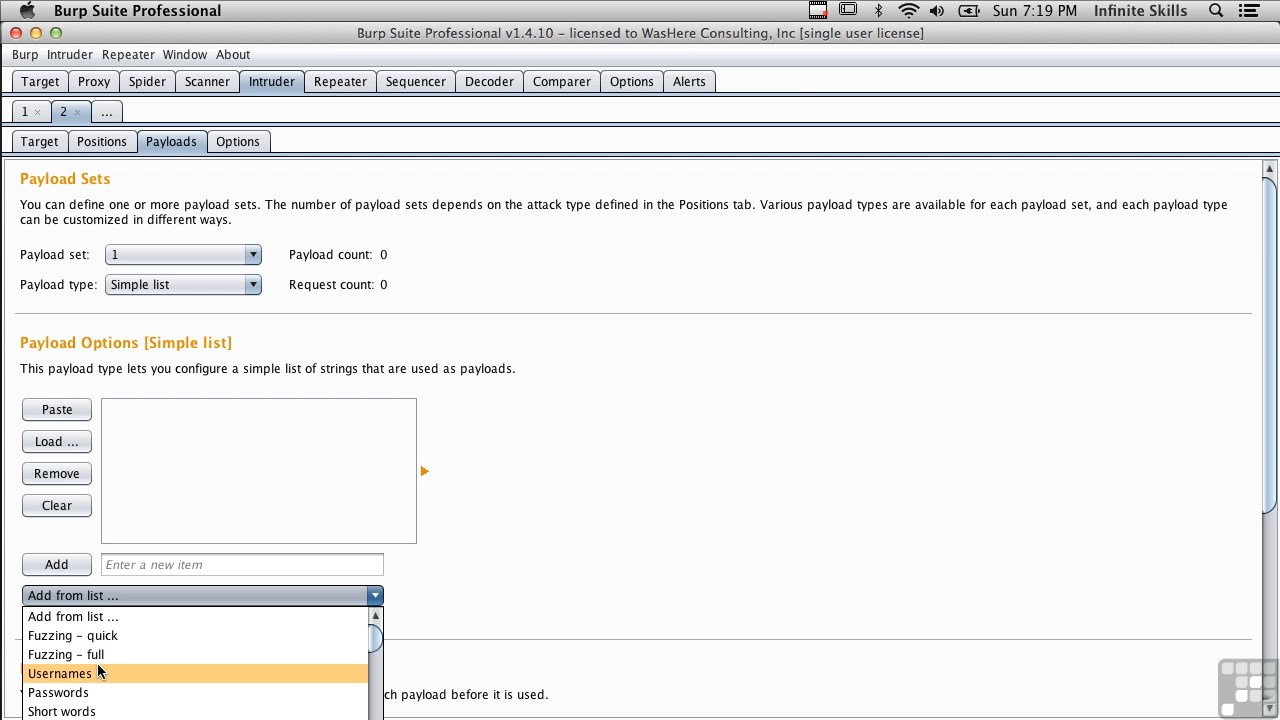 Burp Suite Professional Sun 7:19 PM Infinite Skills
Burp Suite Professional v1.4.10 – licensed to WasHere Consulting, Inc [single user license]
Burp Intruder Repeater Window About
Target Proxy Spider Scanner Intruder Repeater Sequencer Decoder Comparer Options Alerts
1 × 2 × ...
Target Positions Payloads Options
Payload Sets
You can define one or more payload sets. The number of payload sets depends on the attack type defined in the Positions tab. Various payload types are available for each payload set, and each payload type
can be customized in different ways.
Payload set: 1 Payload count: 0
Payload type: Simple list Request count: 0
Payload Options [Simple list]
This payload type lets you configure a simple list of strings that are used as payloads.
Paste
Load ...
Remove
Clear
Add Enter a new item
Add from list ...
Add from list ...
Fuzzing – quick
Fuzzing – full
Usernames
Passwords ch payload before it is used.
Short words